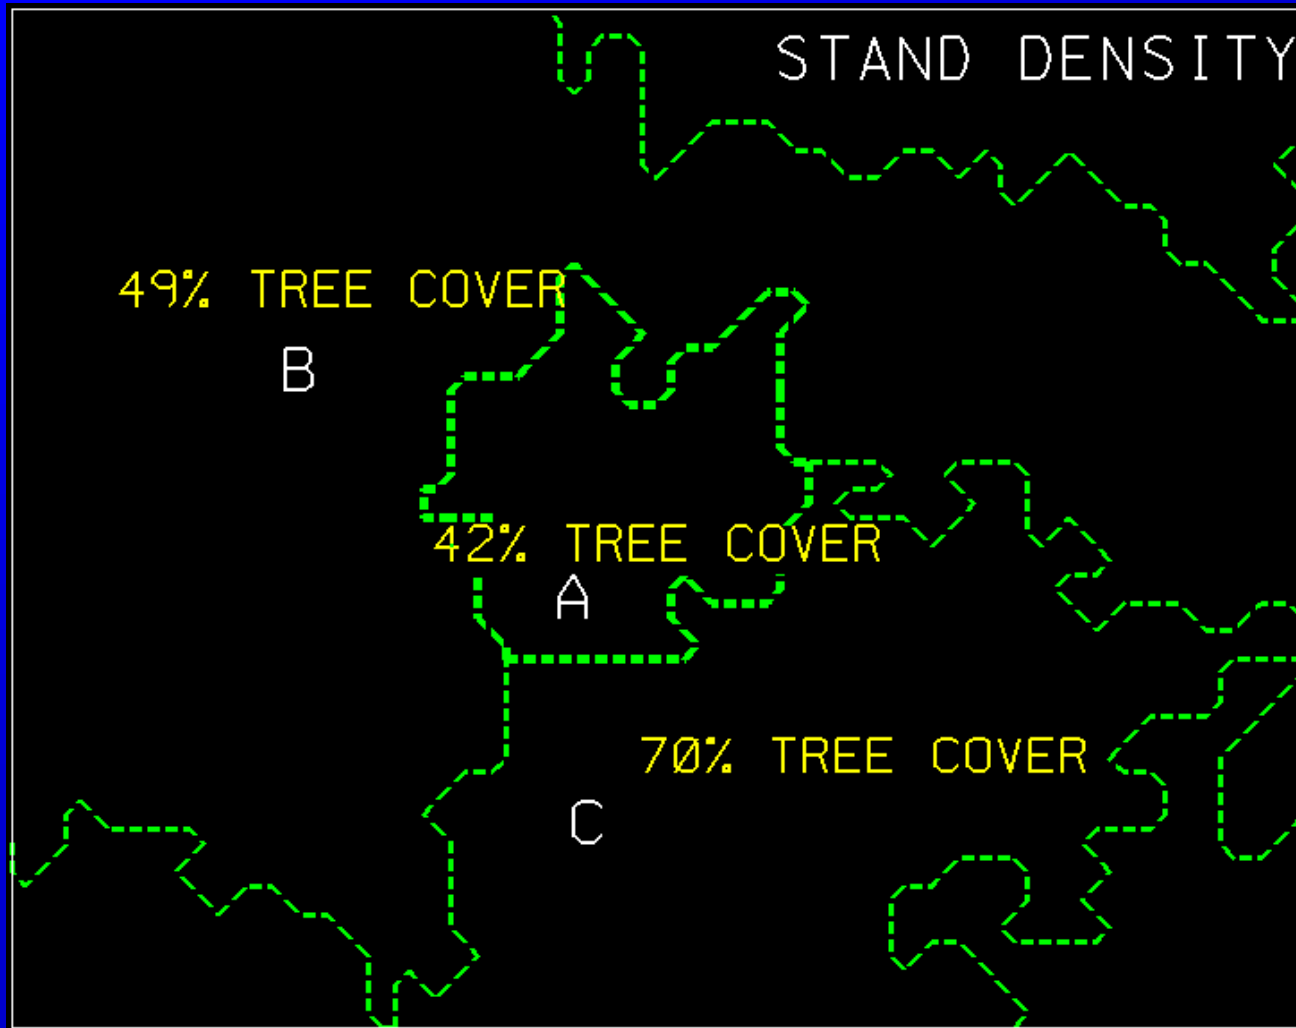 STAND DENSITY
49% TREE COVER
B
42% TREE COVER
A
70% TREE COVER
C